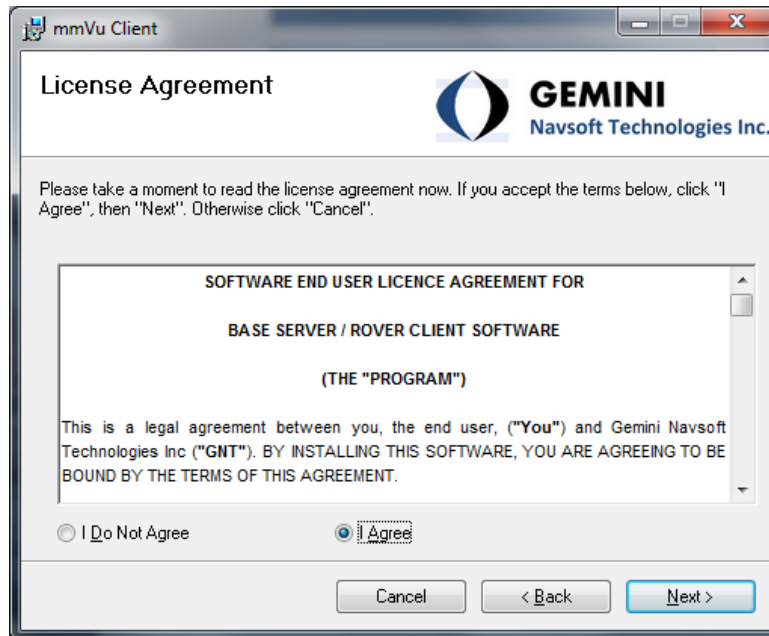 mmVu Client
License Agreement
GEMINI
Navsoft Technologies Inc.
Please take a moment to read the license agreement now. If you accept the terms below, click "I
Agree", then "Next". Otherwise click "Cancel".
SOFTWARE END USER LICENCE AGREEMENT FOR
BASE SERVER / ROVER CLIENT SOFTWARE
(THE "PROGRAM")
This is a legal agreement between you, the end user, ("You") and Gemini Navsoft
Technologies Inc ("GNT"). BY INSTALLING THIS SOFTWARE, YOU ARE AGREEING TO BE
BOUND BY THE TERMS OF THIS AGREEMENT.
I Do Not Agree
I Agree
Cancel
< Back
Next >